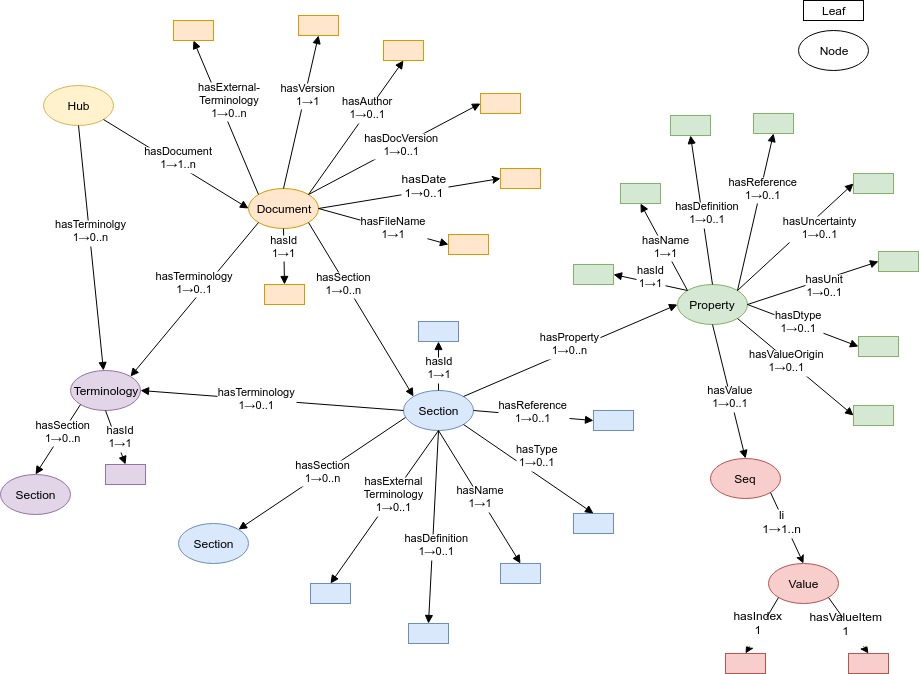 Leaf
Node
hasExternal-
Terminology
1→0..n
hasVersion
1→1
hasAuthor
1→0..1
hasDocVersion
1→0..1
Hub
hasDocument
1→1..n
hasDate
1→0..1
Document
hasFileName
1→1
hasTerminolgy
1→0..n
hasId
1→1
hasTerminology
1→0..1
hasSection
1→0..n
hasReference
1→0..1
hasDefinition
1→0..1
hasUncertainty
1→0..1
hasName
1→1
hasId
1→1
hasUnit
1→0..1
Property
hasDtype
1→0..1
hasProperty
1→0..n
hasValueOrigin
1→0..1
hasValue
1→0..1
hasId
1→1
Terminology
hasTerminology
1→0..1
Section
hasReference
1→0..1
hasSection
1→0..n
hasId
1→1
Section
hasSection
1→0..n
hasExternal
Terminology
1→0..1
hasName
1→1
hasType
1→0..1
Section
hasDefinition
1→0..1
Seq
li
1→1..n
Value
hasIndex
1
hasValueItem
1